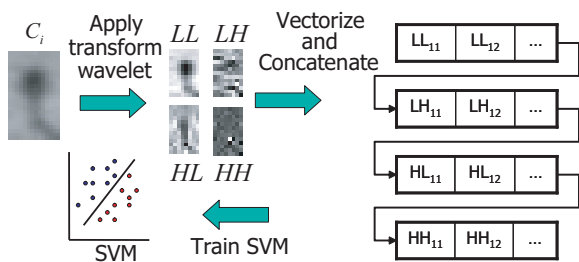 C_i
Apply
transform
wavelet
LL LH
HL HH
Vectorize
and
Concatenate
LL₁₁ LL₁₂ ...
LH₁₁ LH₁₂ ...
HL₁₁ HL₁₂ ...
HH₁₁ HH₁₂ ...
Train SVM
SVM